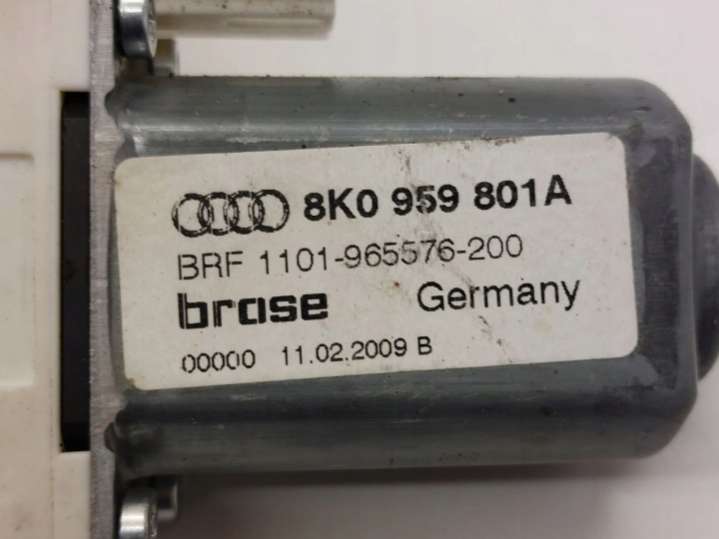 8K0 959 801A
BRF 1101-965576-200
brose Germany
00000 11.02.2009 B